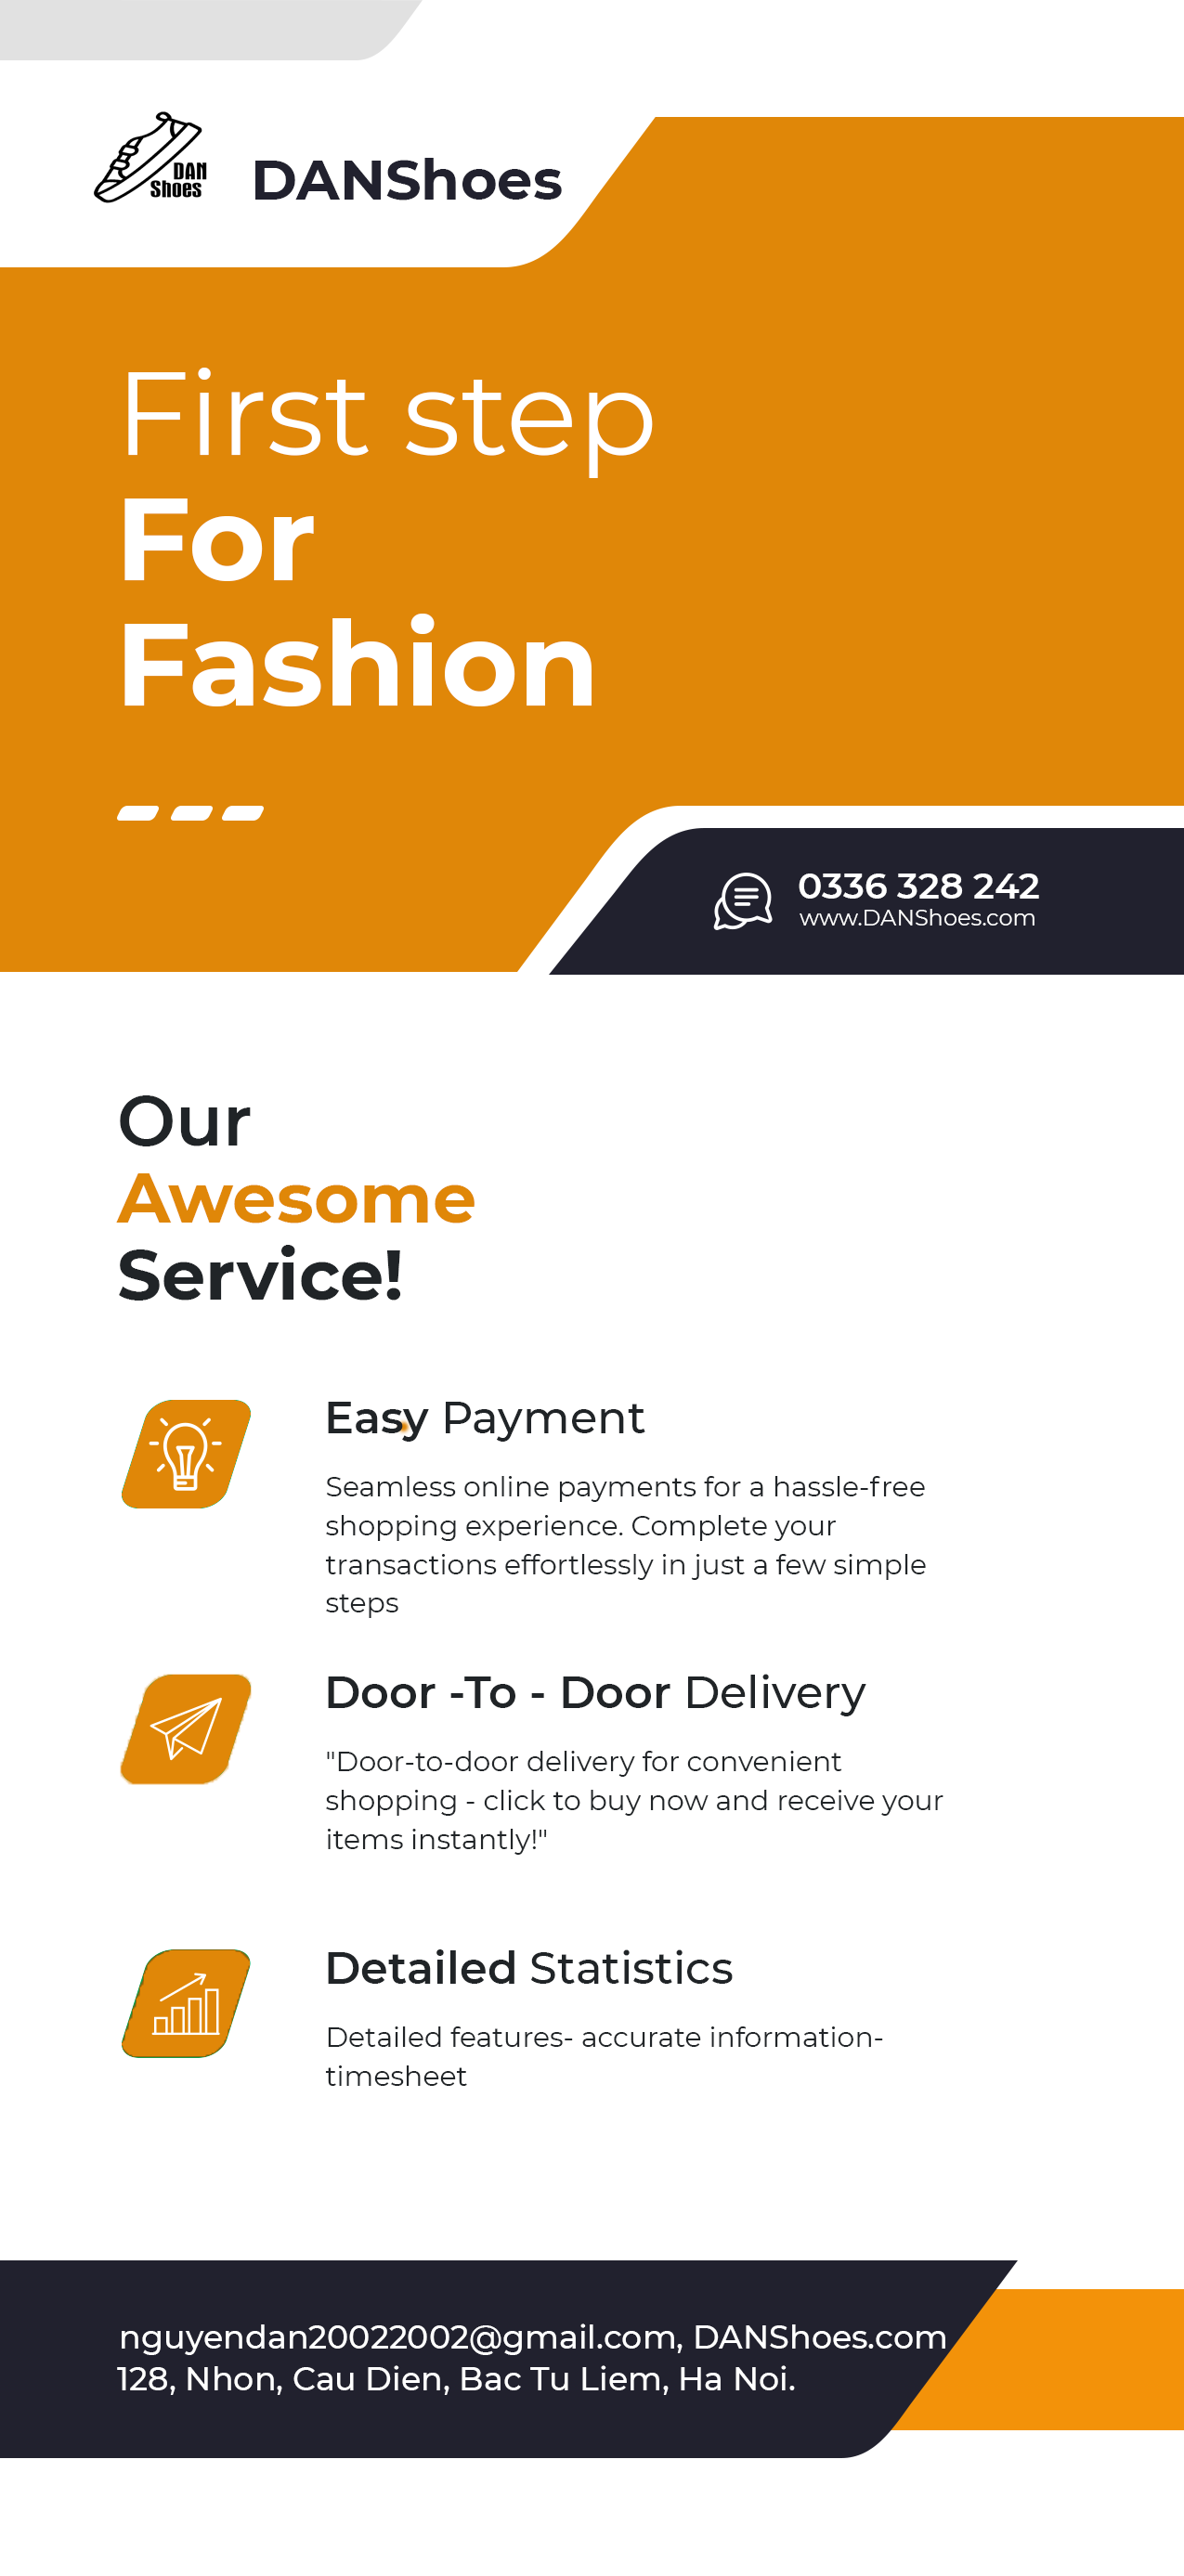 DAN
Shoes
DANShoes
First step
For
Fashion
0336 328 242
www.DANShoes.com
Our
Awesome
Service!
Easy Payment
Seamless online payments for a hassle-free
shopping experience. Complete your
transactions effortlessly in just a few simple
steps
Door -To - Door Delivery
"Door-to-door delivery for convenient
shopping - click to buy now and receive your
items instantly!"
Detailed Statistics
Detailed features- accurate information-
timesheet
nguyendan20022002@gmail.com, DANShoes.com
128, Nhon, Cau Dien, Bac Tu Liem, Ha Noi.